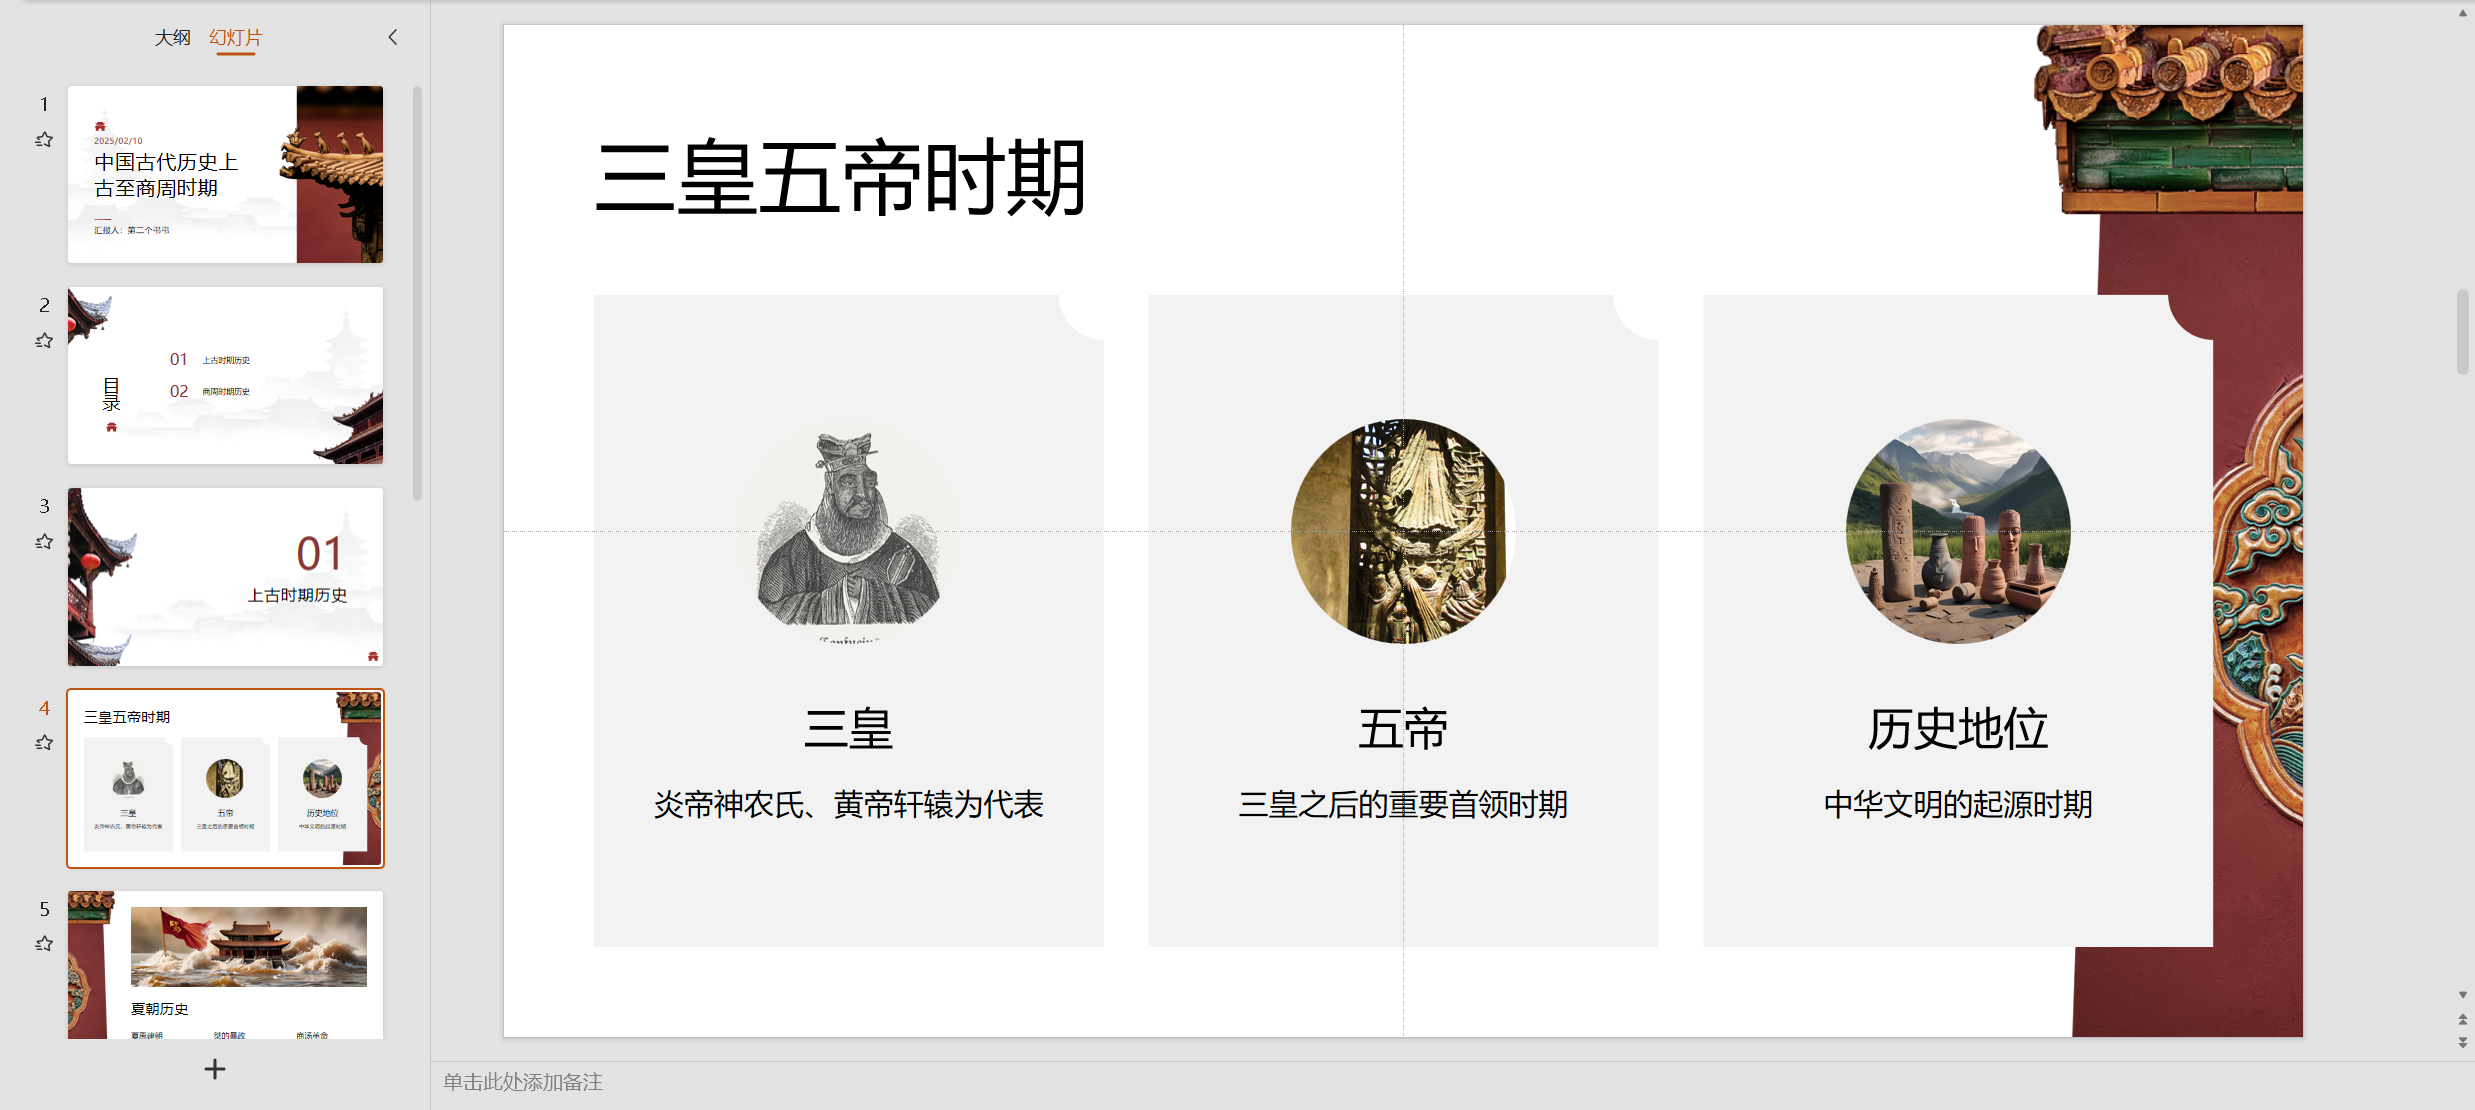 大纲
幻灯片
1
2025/02/10
中国古代历史上
古至商周时期
汇报人：第二个书书
2
目录
01 上古时期历史
02 商周时期历史
3
01
上古时期历史
4
三皇五帝时期
三皇
炎帝神农氏、黄帝轩辕为代表
五帝
三皇之后的重要首领时期
历史地位
中华文明的起源时期
5
夏朝历史
夏禹建朝
桀的暴政
商汤革命
三皇五帝时期
Confucius
三皇
炎帝神农氏、黄帝轩辕为代表
五帝
三皇之后的重要首领时期
历史地位
中华文明的起源时期
单击此处添加备注